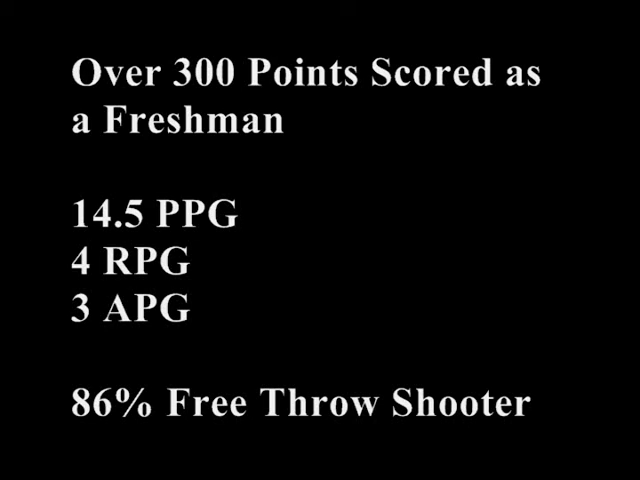 Over 300 Points Scored as
a Freshman
14.5 PPG
4 RPG
3 APG
86% Free Throw Shooter